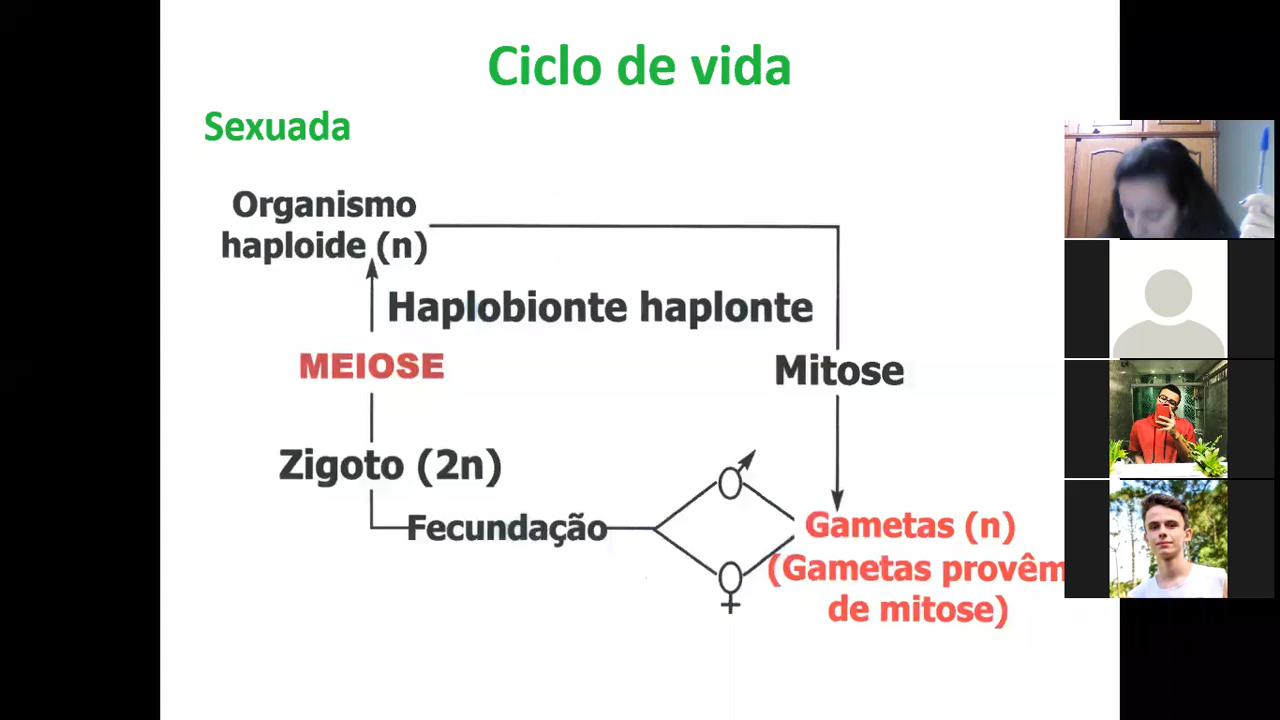 Ciclo de vida
Sexuada
Organismo
haploide (n)
Haplobionte haplonte
MEIOSE
Mitose
Zigoto (2n)
Fecundação
Gametas (n)
(Gametas provêm
de mitose)